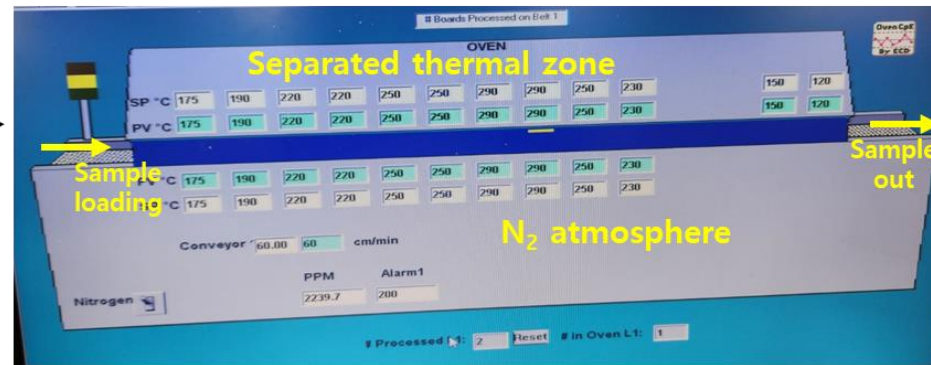 # Boards Processed on Belt 1
Oven CpK
By ECD
OVEN
Separated thermal zone
SP °C 175 190 220 220 250 250 290 290 250 230 150 120
PV °C 175 190 220 220 250 250 290 290 250 230 150 120
Sample loading
Sample out
PV °C 175 190 220 220 250 250 290 290 250 230
°C 175 190 220 220 250 250 290 290 250 230
N₂ atmosphere
Conveyor 60.00 60 cm/min
PPM Alarm1
Nitrogen 2239.7 200
# Processed L1: 2 Reset # in Oven L1: 1